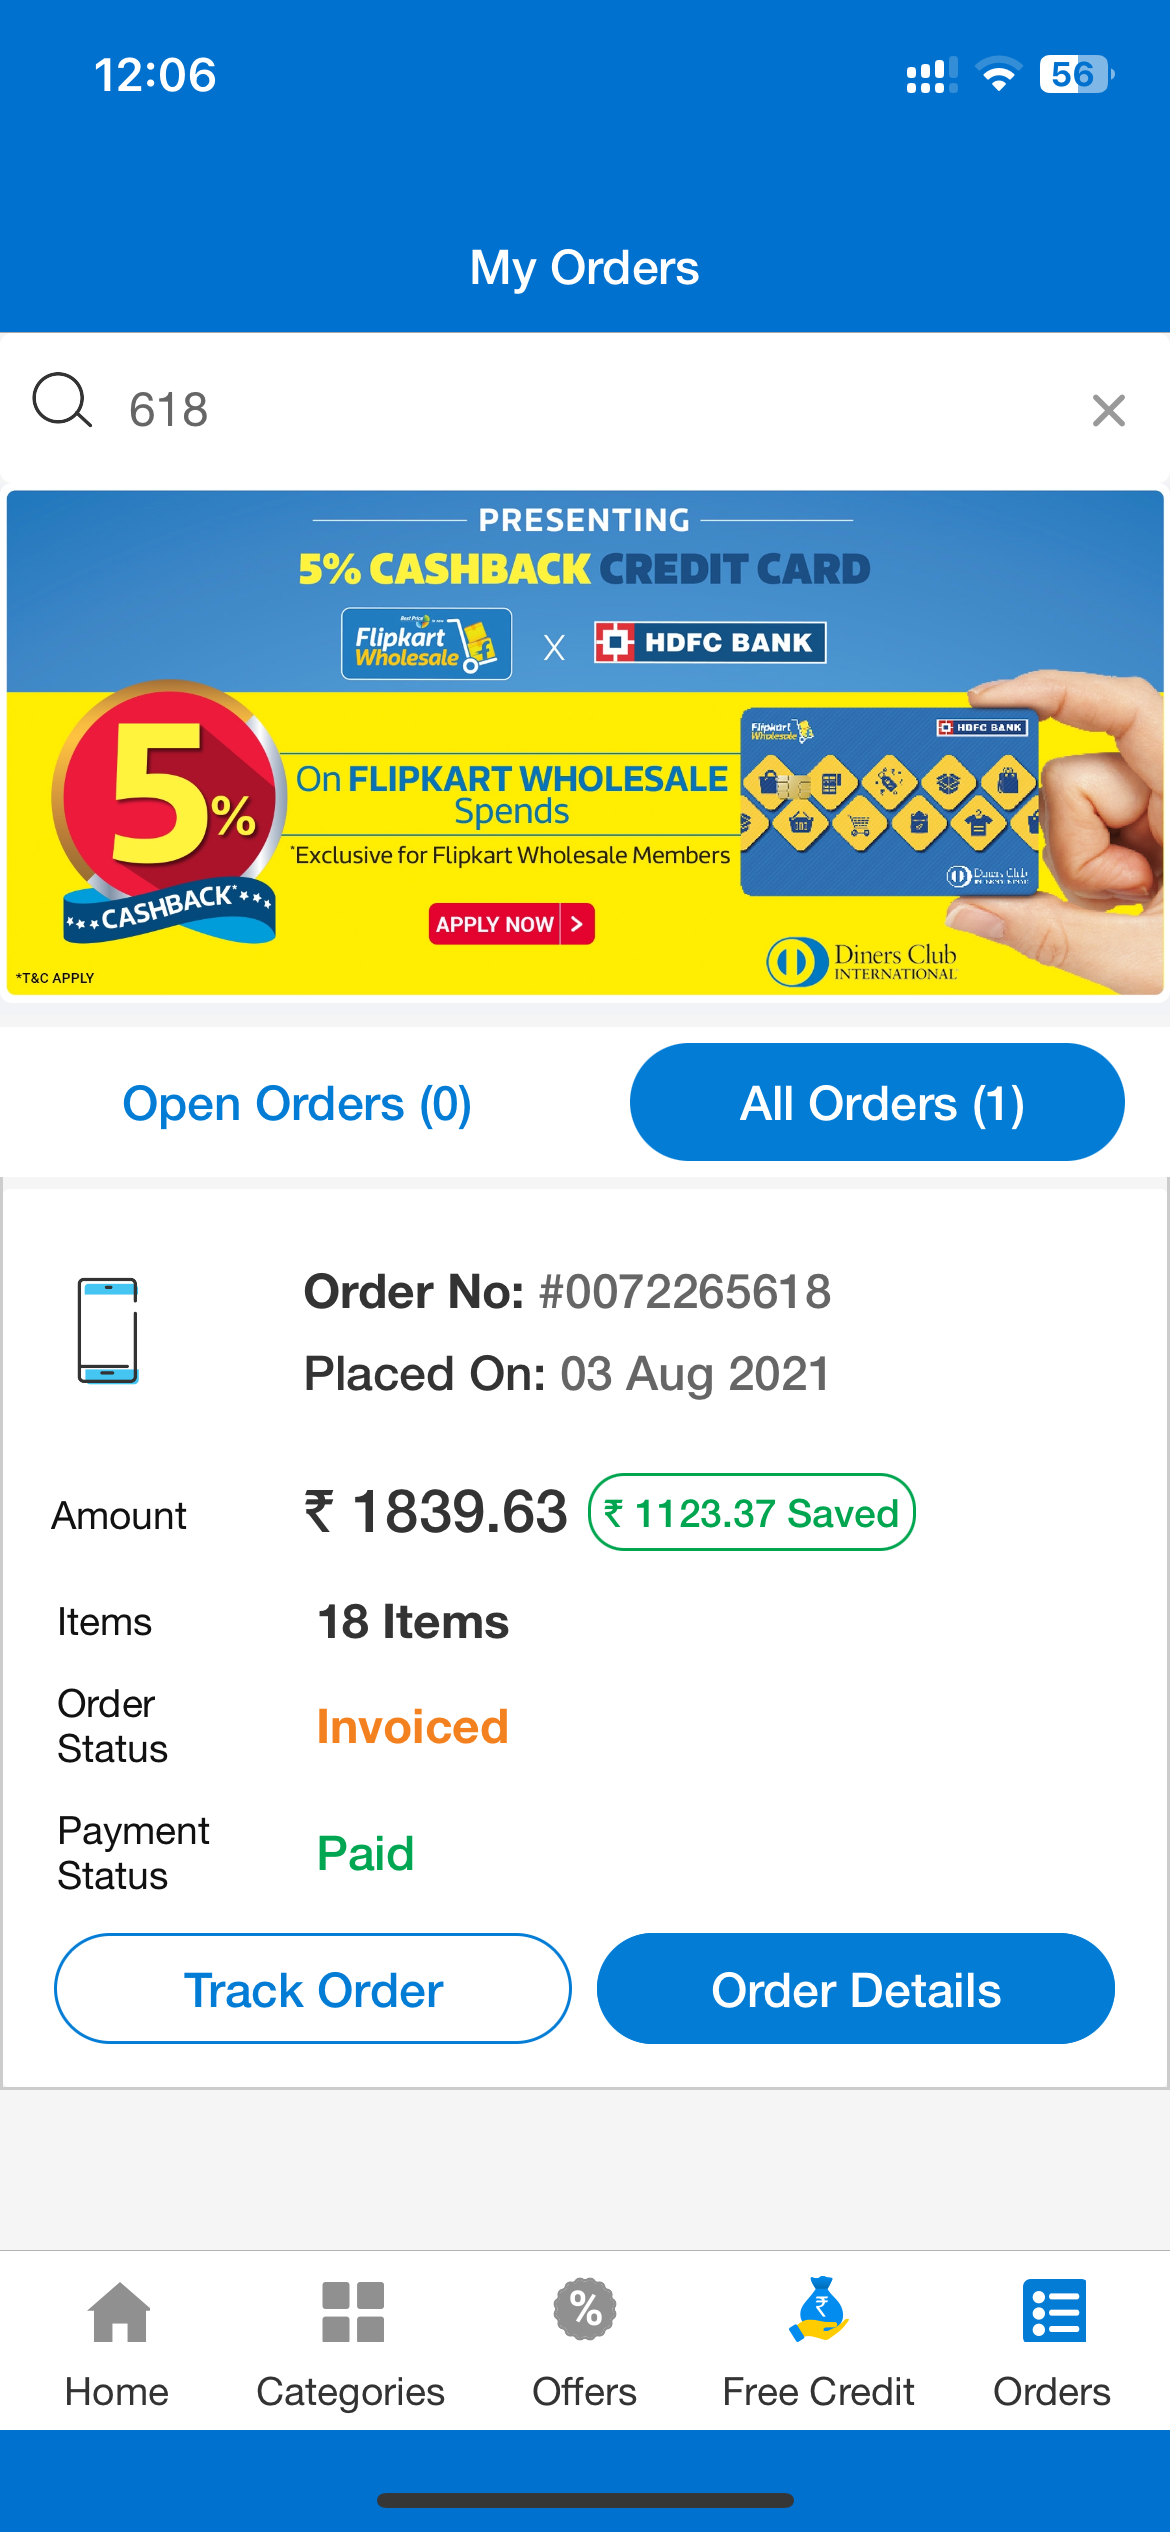 12:06
56
My Orders
618
PRESENTING
5% CASHBACK CREDIT CARD
Flipkart
Wholesale
X
HDFC BANK
5%
CASHBACK*
On FLIPKART WHOLESALE
Spends
*Exclusive for Flipkart Wholesale Members
APPLY NOW >
*T&C APPLY
Flipkart
Wholesale
HDFC BANK
Diners Club
Diners Club
INTERNATIONAL
Open Orders (0)
All Orders (1)
Order No: #0072265618
Placed On: 03 Aug 2021
Amount ₹ 1839.63 ₹ 1123.37 Saved
Items 18 Items
Order
Status
Invoiced
Payment
Status
Paid
Track Order
Order Details
Home
Categories
Offers
Free Credit
Orders